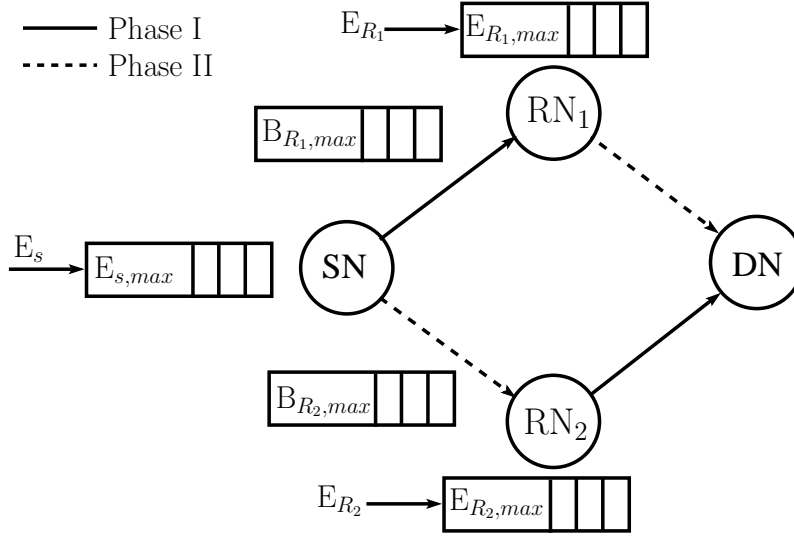 Phase I
Phase II
E_{R_1}
E_{R_1,max}
RN_1
B_{R_1,max}
E_s
E_{s,max}
SN
DN
B_{R_2,max}
RN_2
E_{R_2}
E_{R_2,max}